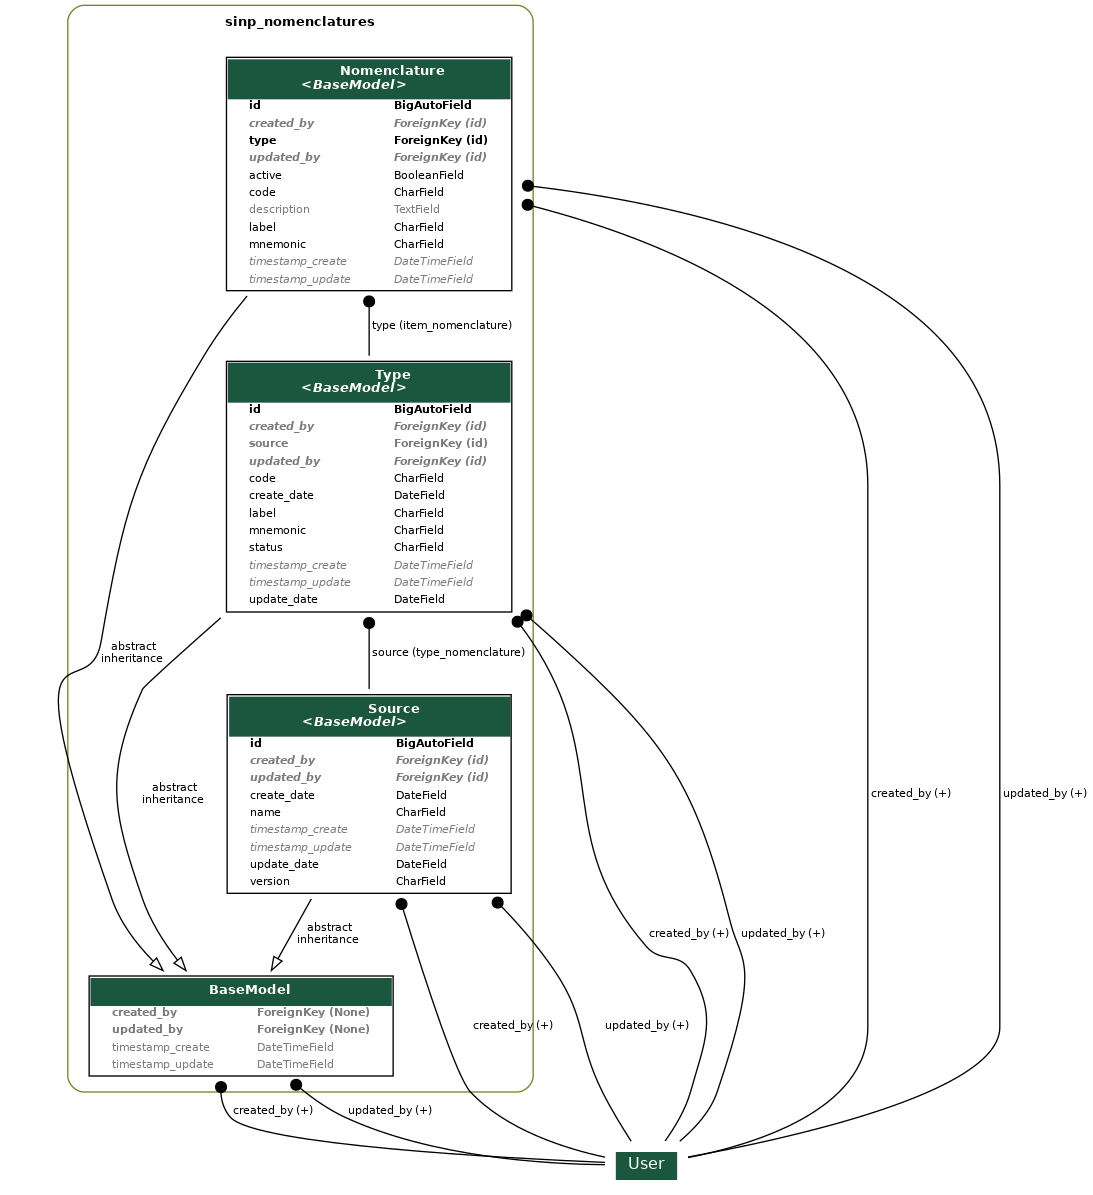 sinp_nomenclatures
Nomenclature
<BaseModel>
id BigAutoField
created_by ForeignKey (id)
type ForeignKey (id)
updated_by ForeignKey (id)
active BooleanField
code CharField
description TextField
label CharField
mnemonic CharField
timestamp_create DateTimeField
timestamp_update DateTimeField
type (item_nomenclature)
Type
<BaseModel>
id BigAutoField
created_by ForeignKey (id)
source ForeignKey (id)
updated_by ForeignKey (id)
code CharField
create_date DateField
label CharField
mnemonic CharField
status CharField
timestamp_create DateTimeField
timestamp_update DateTimeField
update_date DateField
abstract
inheritance
source (type_nomenclature)
Source
<BaseModel>
id BigAutoField
created_by ForeignKey (id)
updated_by ForeignKey (id)
create_date DateField
name CharField
timestamp_create DateTimeField
timestamp_update DateTimeField
update_date DateField
version CharField
abstract
inheritance
created_by (+)
updated_by (+)
abstract
inheritance
created_by (+)
updated_by (+)
BaseModel
created_by ForeignKey (None)
updated_by ForeignKey (None)
timestamp_create DateTimeField
timestamp_update DateTimeField
created_by (+)
updated_by (+)
created_by (+)
updated_by (+)
User